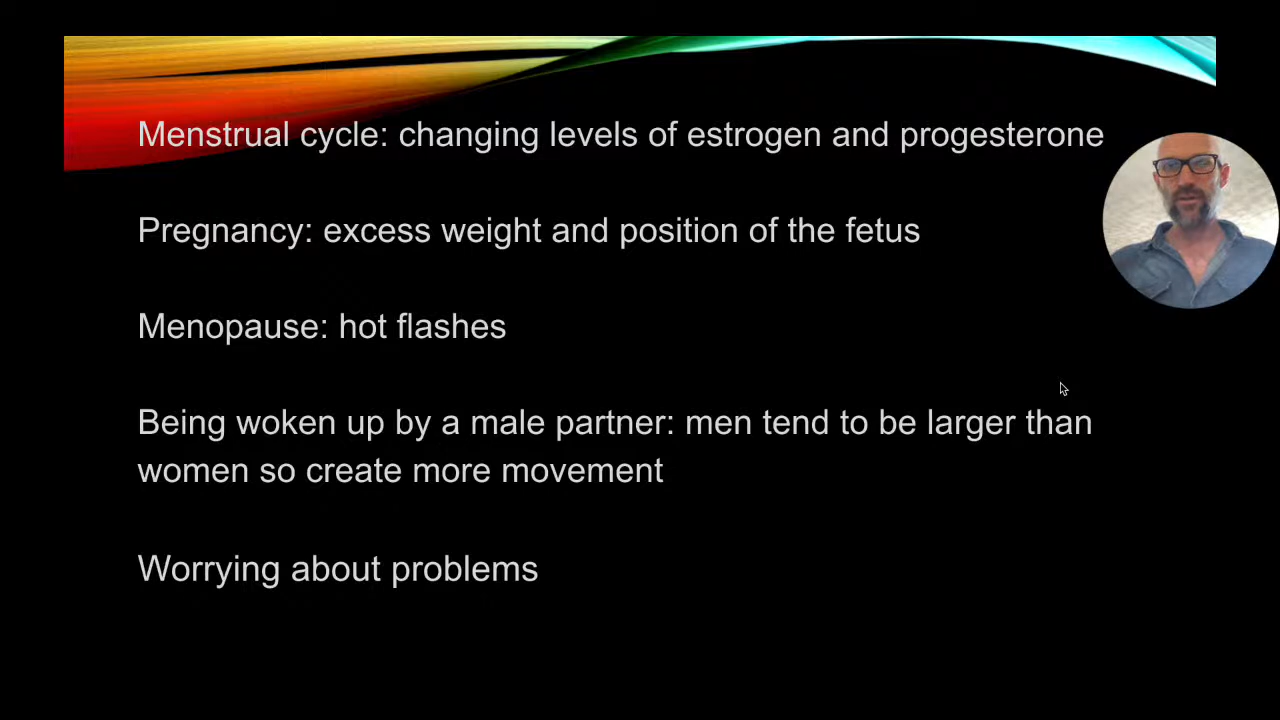 Menstrual cycle: changing levels of estrogen and progesterone
Pregnancy: excess weight and position of the fetus
Menopause: hot flashes
Being woken up by a male partner: men tend to be larger than
women so create more movement
Worrying about problems